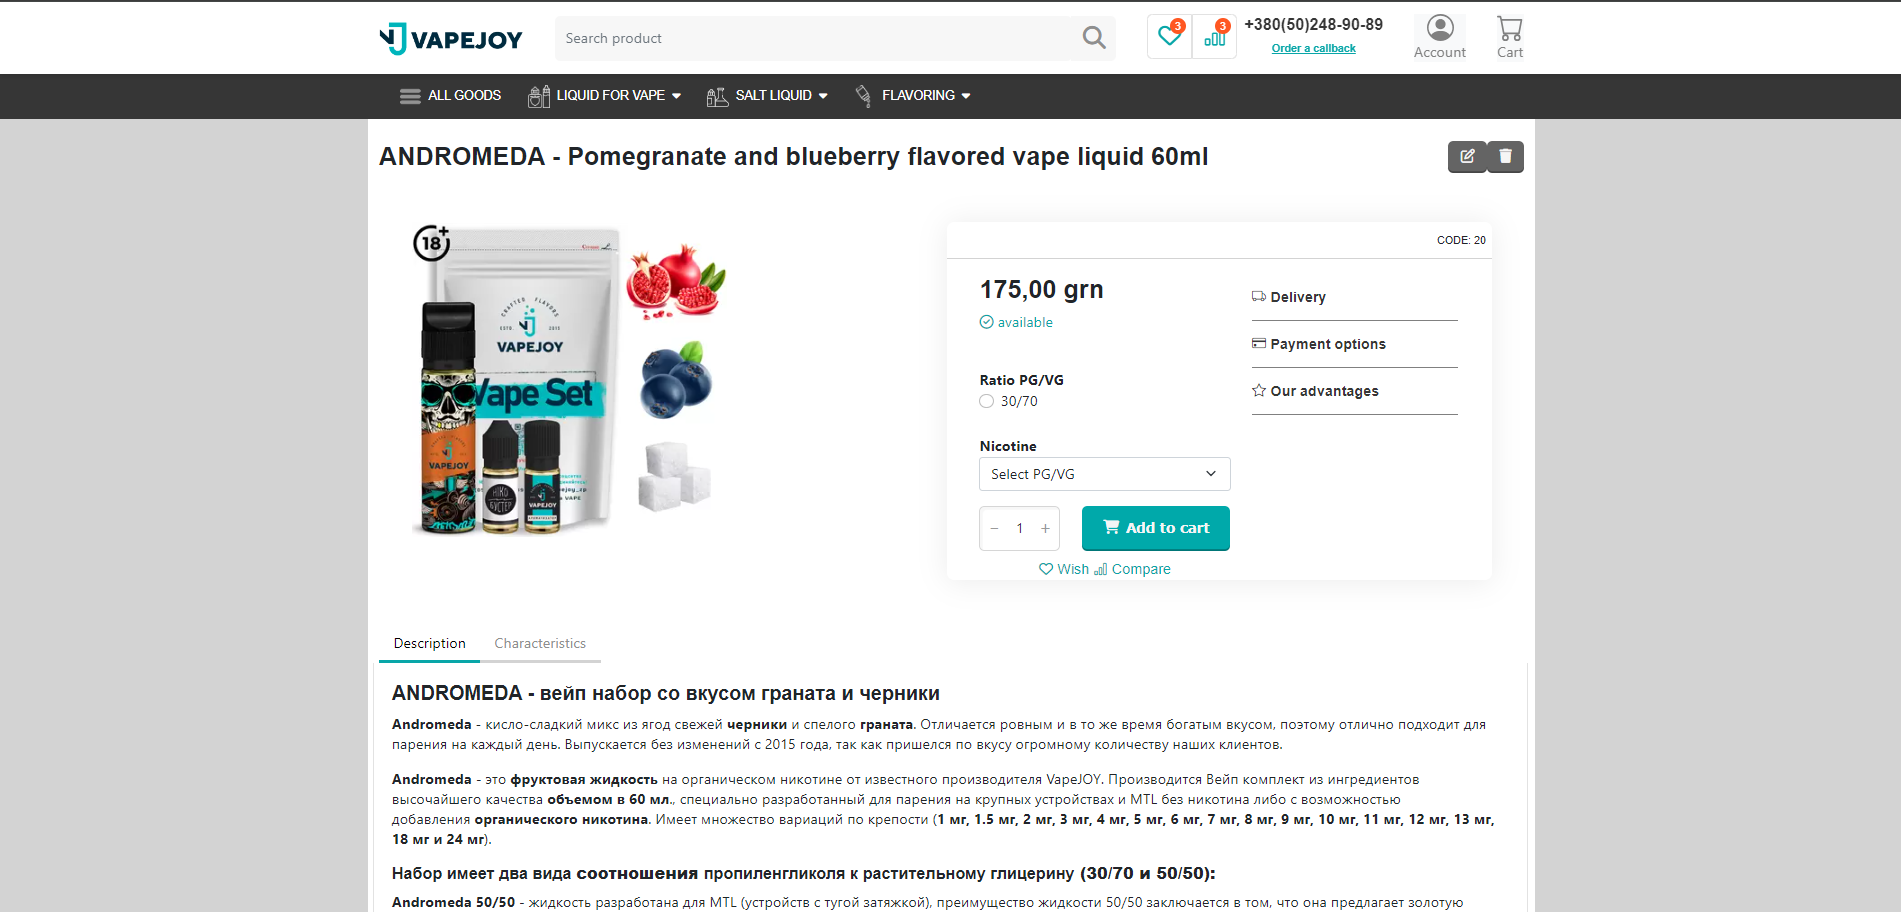 VAPEJOY
Search product
3
3
+380(50)248-90-89
Order a callback
Account
Cart
ALL GOODS
LIQUID FOR VAPE
SALT LIQUID
FLAVORING
ANDROMEDA - Pomegranate and blueberry flavored vape liquid 60ml
18+
CRAFTED FLAVORS
ESTD. 2015
VAPEJOY
Vape Set
VAPEJOY
НІКО
БУСТЕР
VAPEJOY
CODE: 20
175,00 grn
available
Delivery
Payment options
Our advantages
Ratio PG/VG
30/70
Nicotine
Select PG/VG
− 1 +
Add to cart
Wish Compare
Description
Characteristics
ANDROMEDA - вейп набор со вкусом граната и черники
Andromeda - кисло-сладкий микс из ягод свежей черники и спелого граната. Отличается ровным и в то же время богатым вкусом, поэтому отлично подходит для
парения на каждый день. Выпускается без изменений с 2015 года, так как пришелся по вкусу огромному количеству наших клиентов.
Andromeda - это фруктовая жидкость на органическом никотине от известного производителя VapeJOY. Производится Вейп комплект из ингредиентов
высочайшего качества объемом в 60 мл., специально разработанный для парения на крупных устройствах и MTL без никотина либо с возможностью
добавления органического никотина. Имеет множество вариаций по крепости (1 мг, 1.5 мг, 2 мг, 3 мг, 4 мг, 5 мг, 6 мг, 7 мг, 8 мг, 9 мг, 10 мг, 11 мг, 12 мг, 13 мг,
18 мг и 24 мг).
Набор имеет два вида соотношения пропиленгликоля к растительному глицерину (30/70 и 50/50):
Andromeda 50/50 - жидкость разработана для MTL (устройств с тугой затяжкой), преимущество жидкости 50/50 заключается в том, что она предлагает золотую